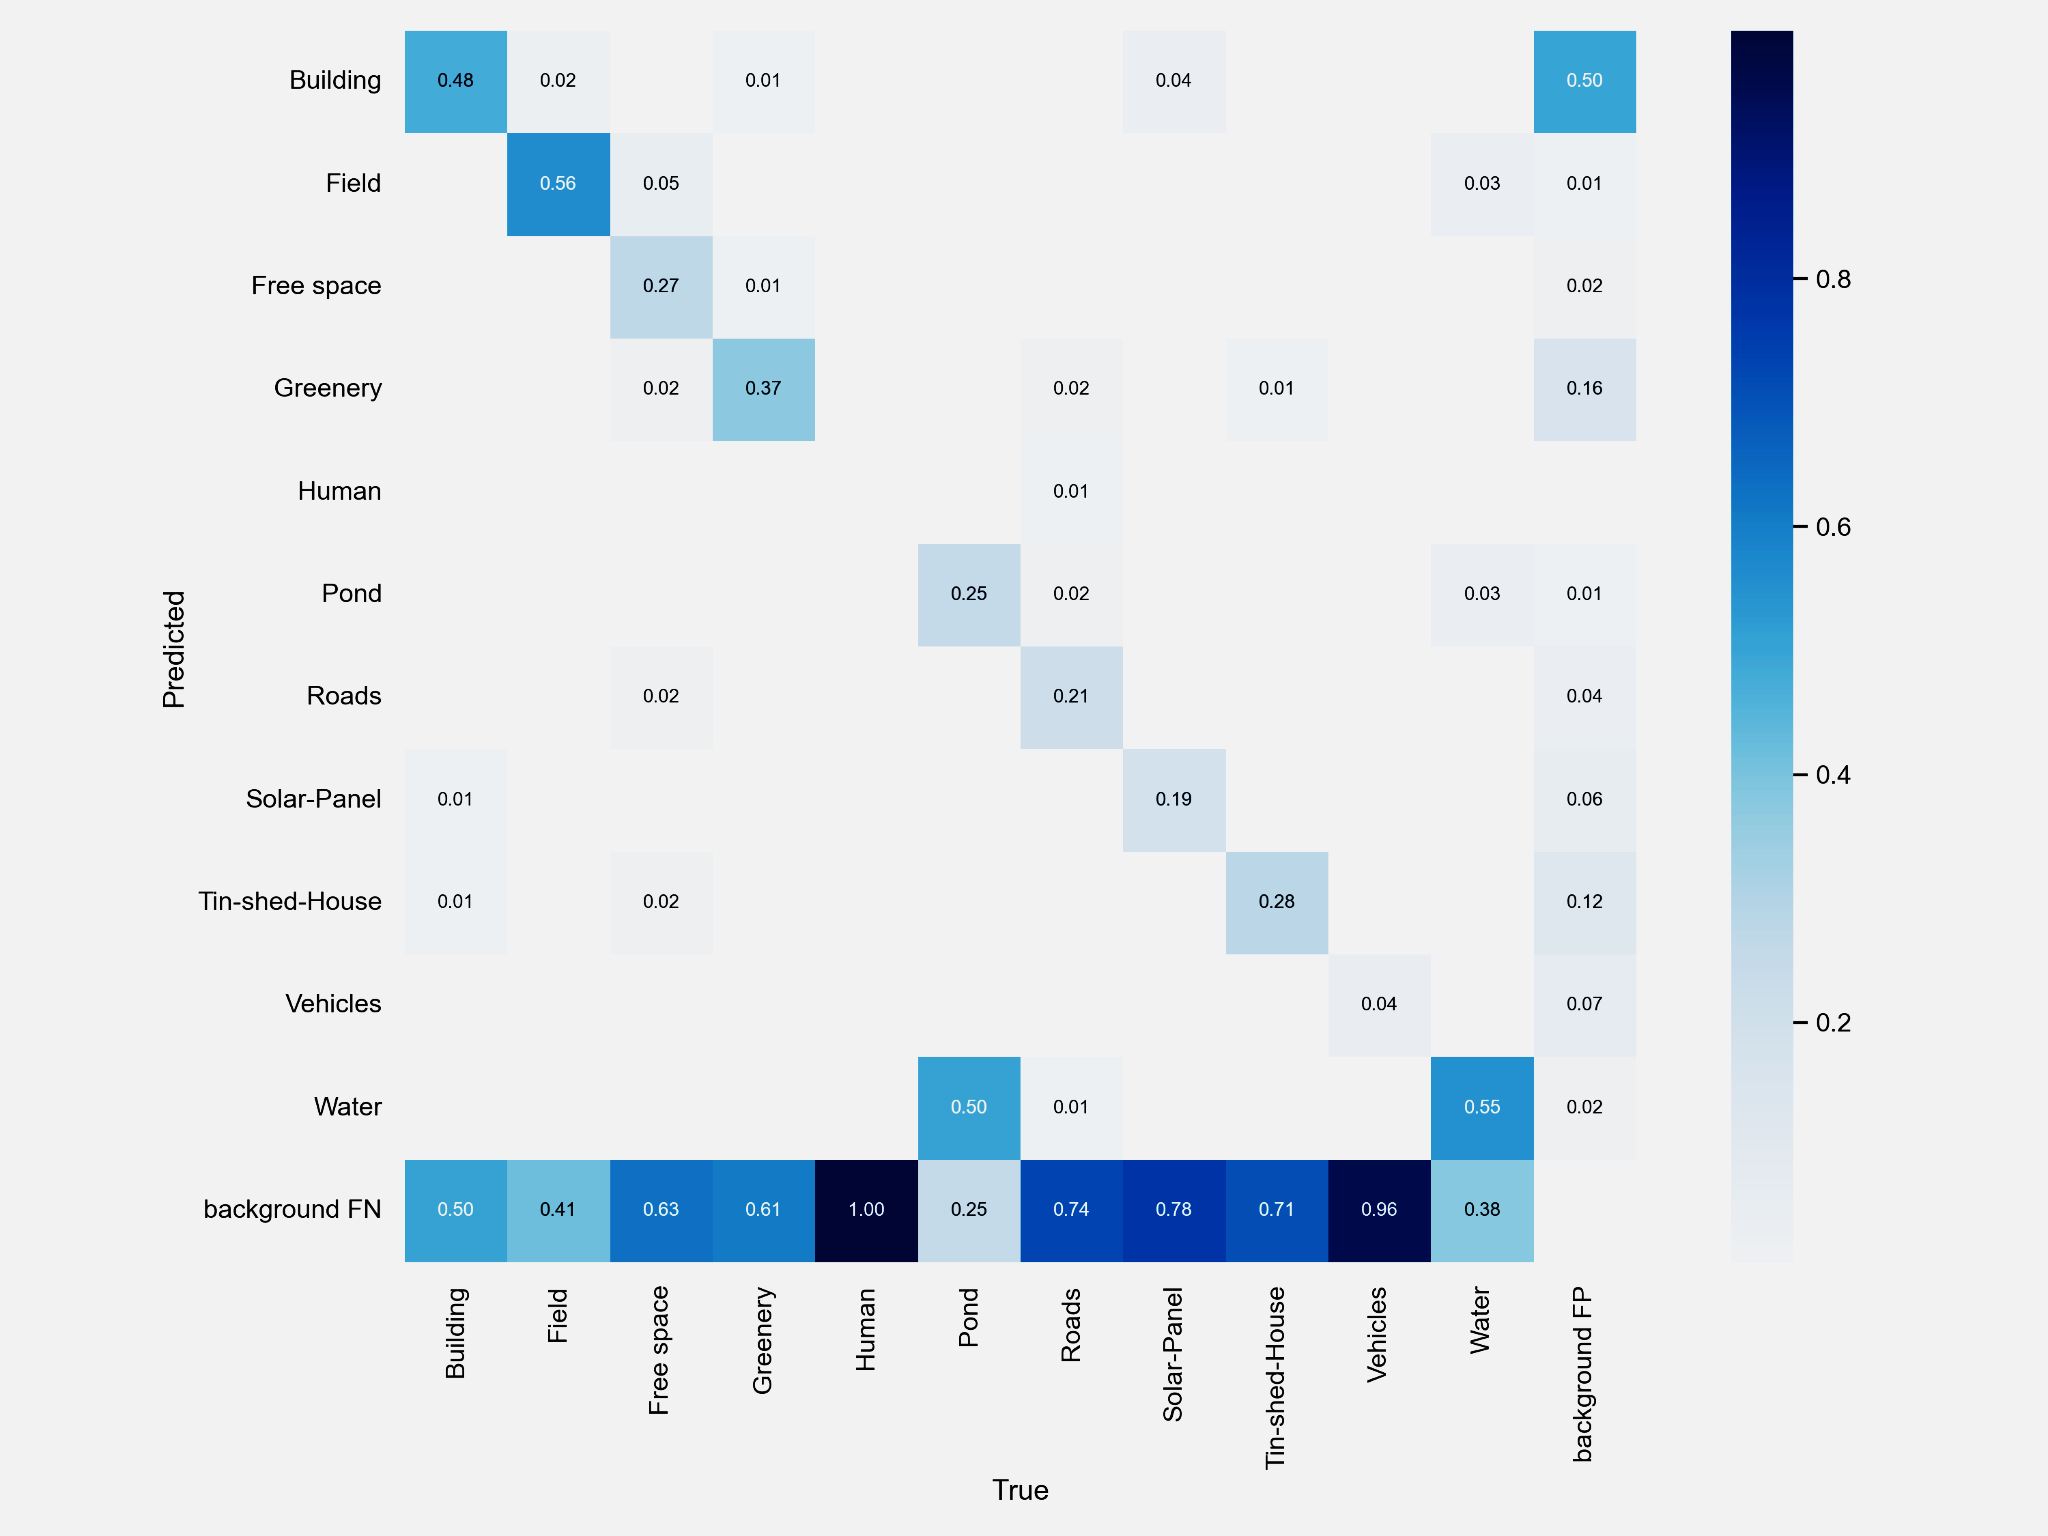 Building 0.48 0.02 0.01 0.04 0.50
Field 0.56 0.05 0.03 0.01
Free space 0.27 0.01 0.02
Greenery 0.02 0.37 0.02 0.01 0.16
Human 0.01
Pond 0.25 0.02 0.03 0.01
Roads 0.02 0.21 0.04
Solar-Panel 0.01 0.19 0.06
Tin-shed-House 0.01 0.02 0.28 0.12
Vehicles 0.04 0.07
Water 0.50 0.01 0.55 0.02
background FN 0.50 0.41 0.63 0.61 1.00 0.25 0.74 0.78 0.71 0.96 0.38
Predicted
Building
Field
Free space
Greenery
Human
Pond
Roads
Solar-Panel
Tin-shed-House
Vehicles
Water
background FP
True
0.8
0.6
0.4
0.2